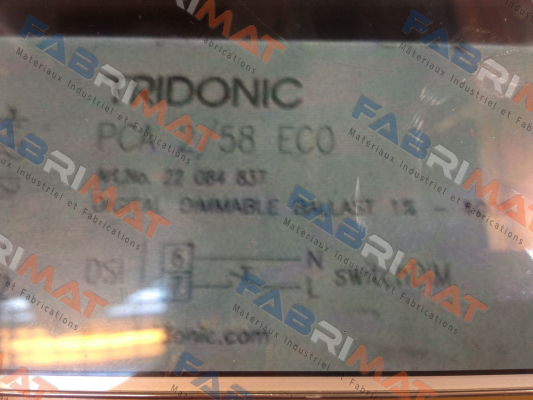 TRIDONIC
PCA 2/58 ECO
Art.No. 22 084 837
DIGITAL DIMMABLE BALLAST 1% -
DSI 6 N
7 L
FABRIMAT
Materiaux Industriel et Fabrications